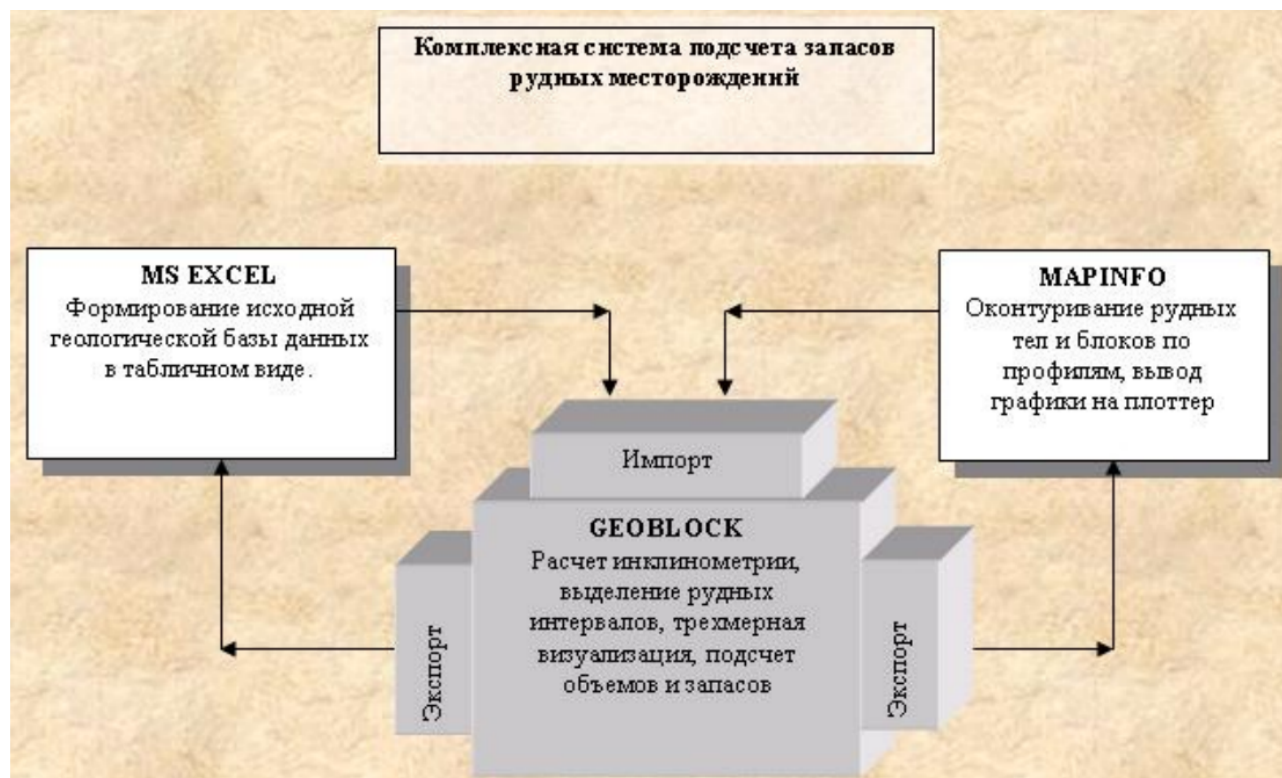 Комплексная система подсчета запасов
рудных месторождений
MS EXCEL
Формирование исходной
геологической базы данных
в табличном виде.
MAPINFO
Оконтуривание рудных
тел и блоков по
профилям, вывод
графики на плоттер
Импорт
GEOBLOCK
Расчет инклинометрии,
выделение рудных
интервалов, трехмерная
визуализация, подсчет
объемов и запасов
Экспорт
Экспорт